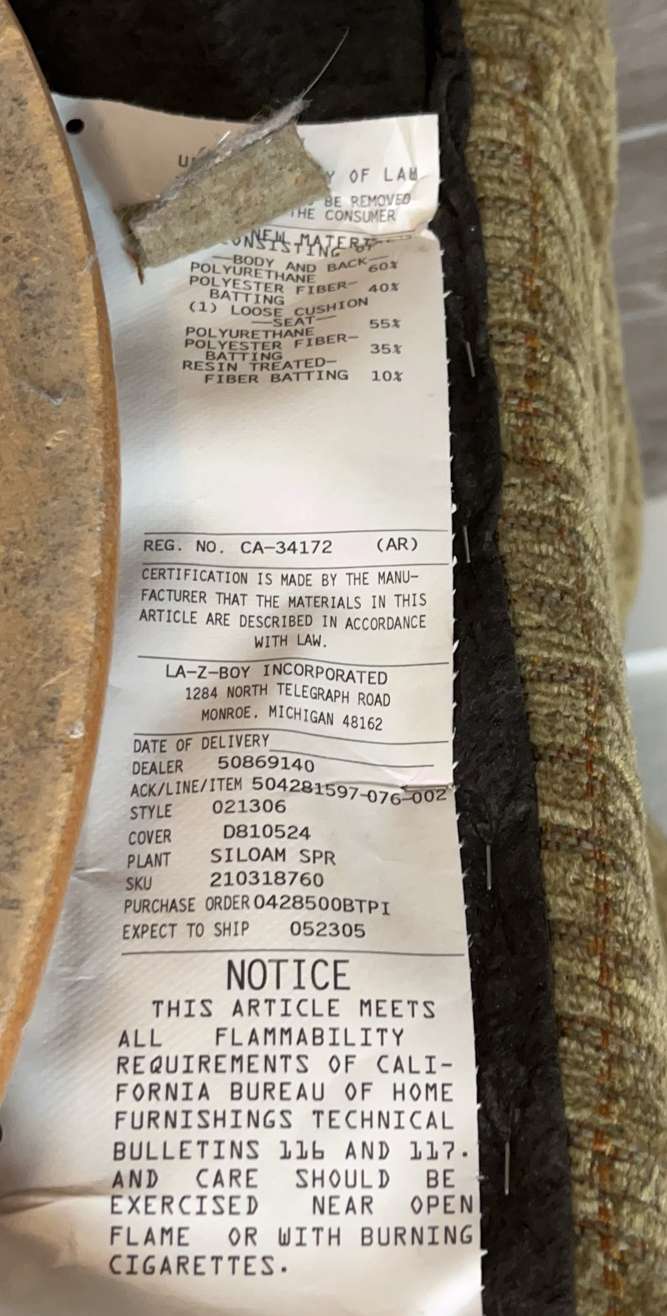 OF LAW
BE REMOVED
THE CONSUMER
NEW
CONSISTING OF
—BODY AND BACK—
POLYURETHANE 60%
POLYESTER FIBER—
BATTING 40%
(1) LOOSE CUSHION
—SEAT—
POLYURETHANE 55%
POLYESTER FIBER—
BATTING 35%
RESIN TREATED—
FIBER BATTING 10%
REG. NO. CA—34172 (AR)
CERTIFICATION IS MADE BY THE MANU—
FACTURER THAT THE MATERIALS IN THIS
ARTICLE ARE DESCRIBED IN ACCORDANCE
WITH LAW.
LA—Z—BOY INCORPORATED
1284 NORTH TELEGRAPH ROAD
MONROE. MICHIGAN 48162
DATE OF DELIVERY
DEALER 50869140
ACK/LINE/ITEM 504281597-076-002
STYLE 021306
COVER D810524
PLANT SILOAM SPR
SKU 210318760
PURCHASE ORDER 0428500BTPI
EXPECT TO SHIP 052305
NOTICE
THIS ARTICLE MEETS
ALL FLAMMABILITY
REQUIREMENTS OF CALI-
FORNIA BUREAU OF HOME
FURNISHINGS TECHNICAL
BULLETINS 116 AND 117.
AND CARE SHOULD BE
EXERCISED NEAR OPEN
FLAME OR WITH BURNING
CIGARETTES.